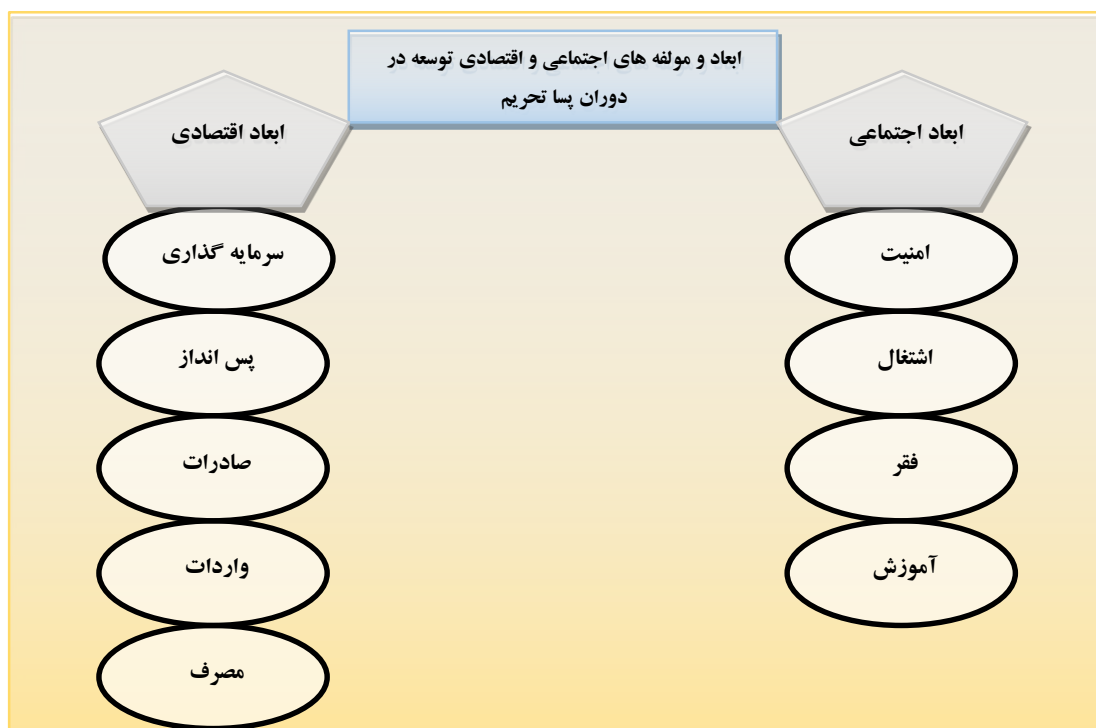 ابعاد و مولفه های اجتماعی و اقتصادی توسعه در
دوران پسا تحریم
ابعاد اجتماعی
امنیت
اشتغال
فقر
آموزش
ابعاد اقتصادی
سرمایه گذاری
پس انداز
صادرات
واردات
مصرف